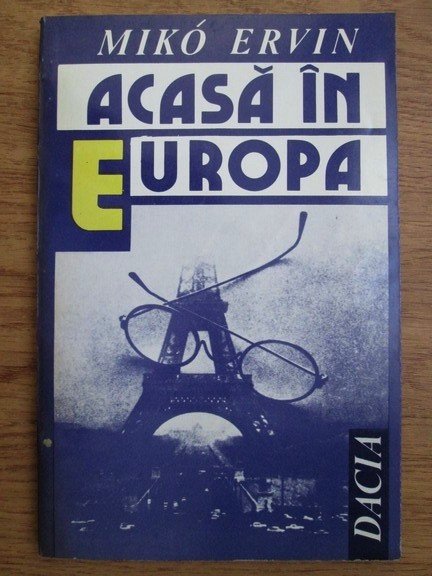 MIKÓ ERVIN
ACASĂ ÎN
EUROPA
DACIA